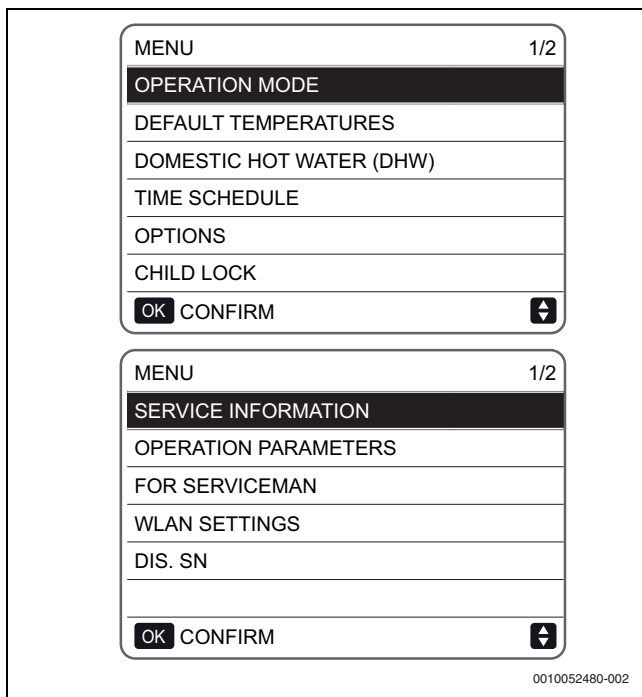 MENU 1/2
OPERATION MODE
DEFAULT TEMPERATURES
DOMESTIC HOT WATER (DHW)
TIME SCHEDULE
OPTIONS
CHILD LOCK
OK CONFIRM
MENU 1/2
SERVICE INFORMATION
OPERATION PARAMETERS
FOR SERVICEMAN
WLAN SETTINGS
DIS. SN
OK CONFIRM
0010052480-002